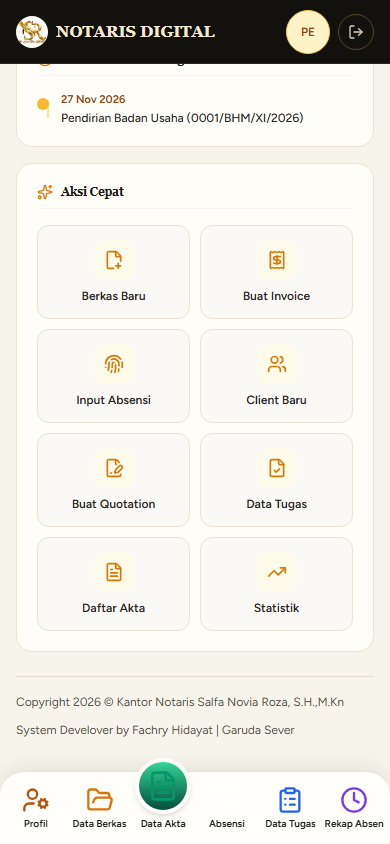 NOTARIS DIGITAL
PE
27 Nov 2026
Pendirian Badan Usaha (0001/BHM/XI/2026)
Aksi Cepat
Berkas Baru
Buat Invoice
Input Absensi
Client Baru
Buat Quotation
Data Tugas
Daftar Akta
Statistik
Copyright 2026 © Kantor Notaris Salfa Novia Roza, S.H.,M.Kn
System Develover by Fachry Hidayat | Garuda Sever
Profil
Data Berkas
Data Akta
Absensi
Data Tugas
Rekap Absen